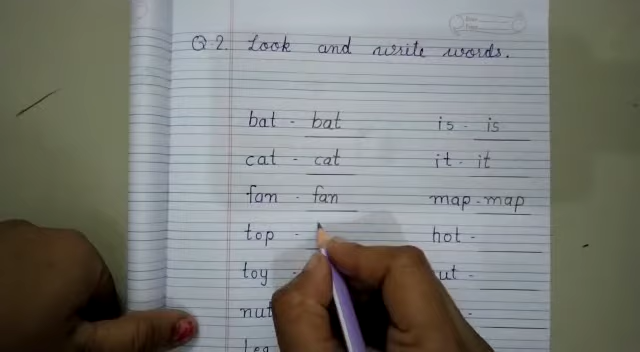 Q.2. Look and write words.
bat - bat
is - is
cat - cat
it - it
fan - fan
map - map
top -
hot -
toy -